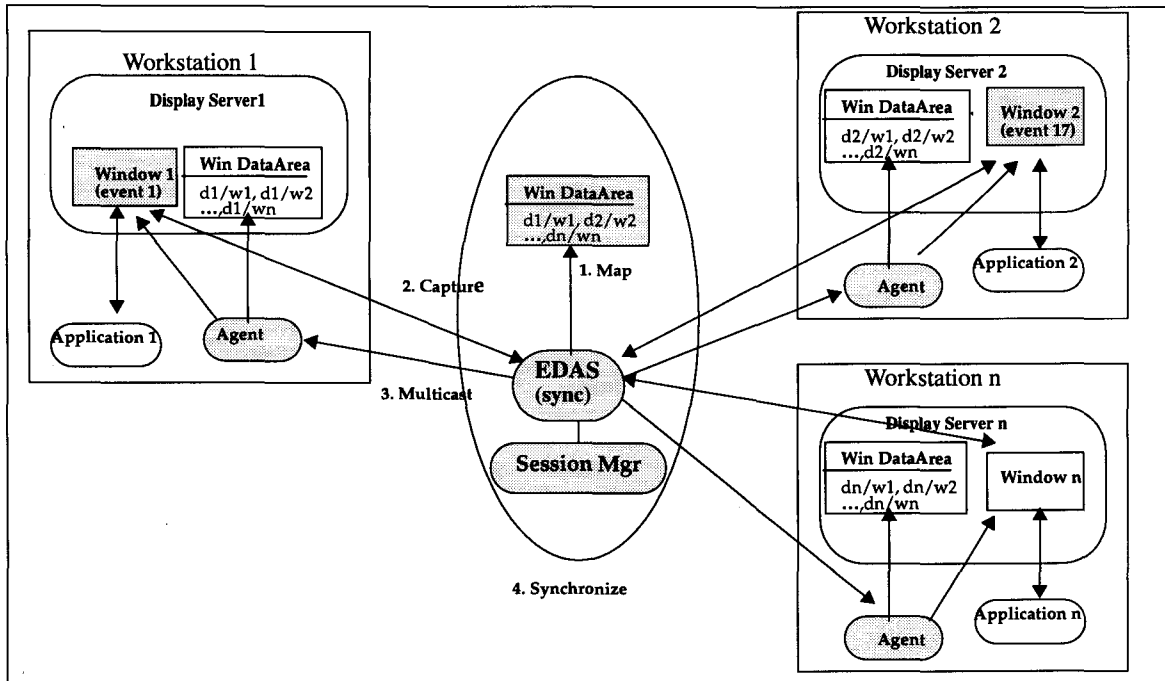 Workstation 1
Display Server1
Window 1
(event 1)
Win DataArea
d1/w1, d1/w2
...,d1/wn
Application 1
Agent
Win DataArea
d1/w1, d2/w2
...,dn/wn
1. Map
2. Capture
3. Multicast
EDAS
(sync)
Session Mgr
4. Synchronize
Workstation 2
Display Server 2
Win DataArea
d2/w1, d2/w2
...,d2/wn
Window 2
(event 17)
Agent
Application 2
Workstation n
Display Server n
Win DataArea
dn/w1, dn/w2
...,dn/wn
Window n
Agent
Application n